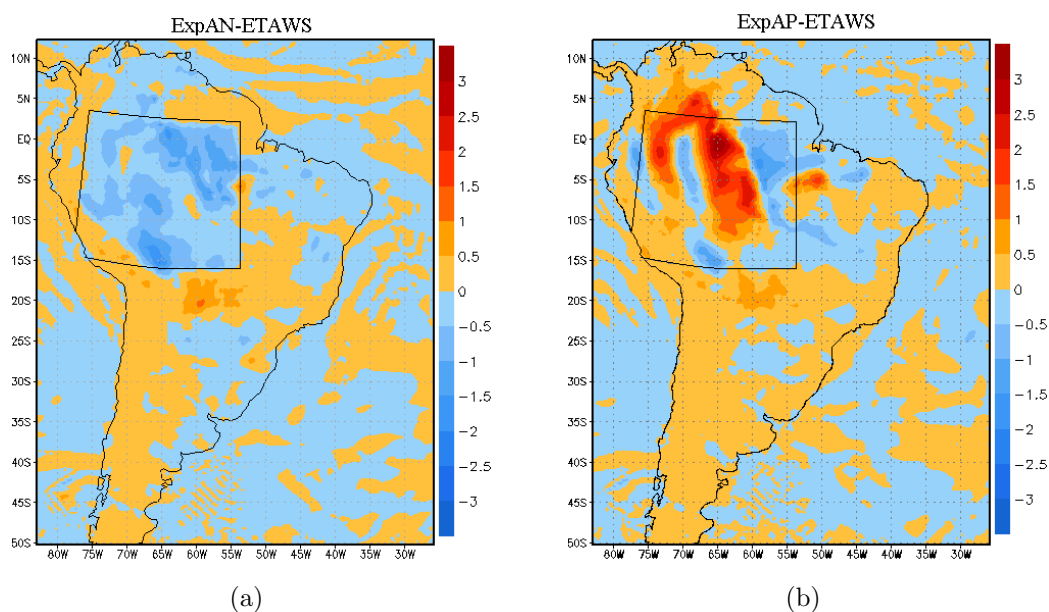 ExpAN-ETAWS
10N
5N
EQ
5S
10S
15S
20S
25S
30S
35S
40S
45S
50S
80W 75W 70W 65W 60W 55W 50W 45W 40W 35W 30W
3
2.5
2
1.5
1
0.5
0
−0.5
−1
−1.5
−2
−2.5
−3
(a)
ExpAP-ETAWS
10N
5N
EQ
5S
10S
15S
20S
25S
30S
35S
40S
45S
50S
80W 75W 70W 65W 60W 55W 50W 45W 40W 35W 30W
3
2.5
2
1.5
1
0.5
0
−0.5
−1
−1.5
−2
−2.5
−3
(b)